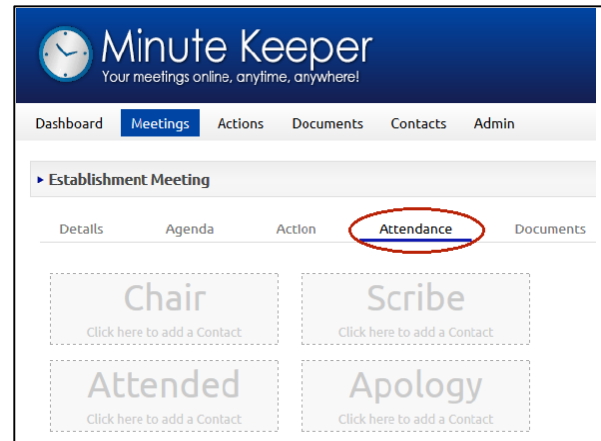 Minute Keeper
Your meetings online, anytime, anywhere!
Dashboard Meetings Actions Documents Contacts Admin
Establishment Meeting
Details Agenda Action Attendance Documents
Chair Scribe
Click here to add a Contact Click here to add a Contact
Attended Apology
Click here to add a Contact Click here to add a Contact